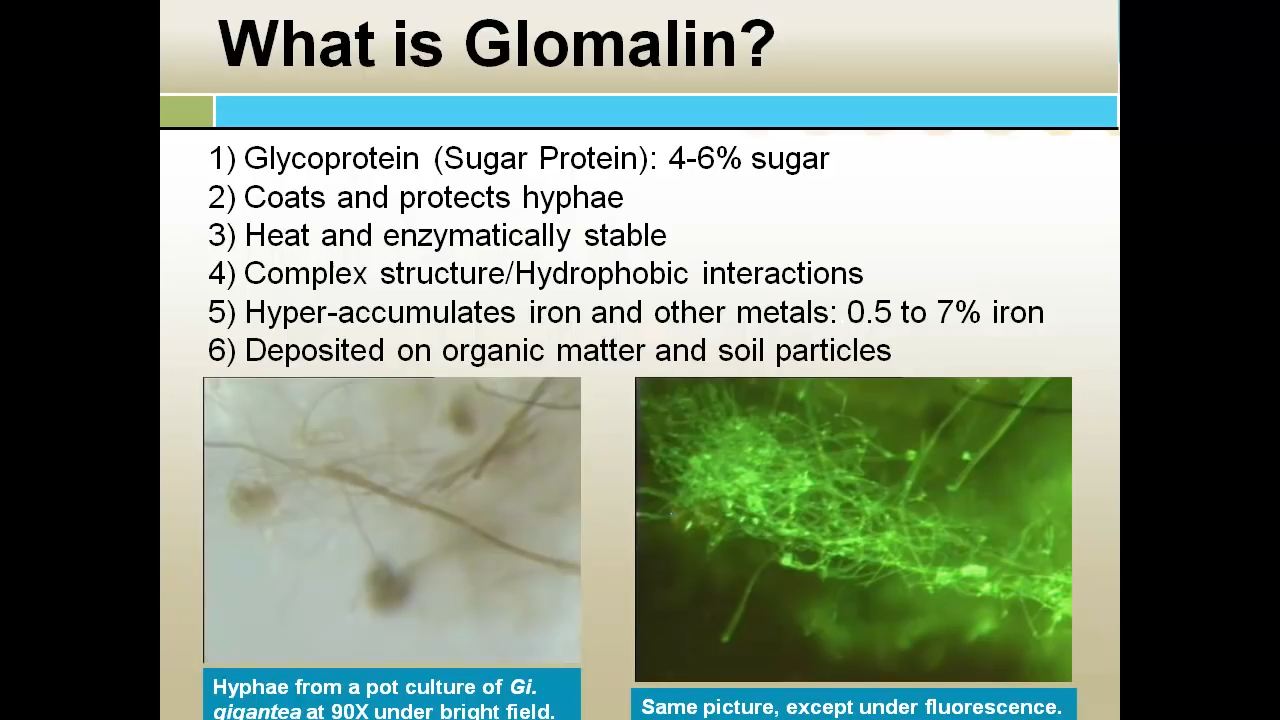 What is Glomalin?
1) Glycoprotein (Sugar Protein): 4-6% sugar
2) Coats and protects hyphae
3) Heat and enzymatically stable
4) Complex structure/Hydrophobic interactions
5) Hyper-accumulates iron and other metals: 0.5 to 7% iron
6) Deposited on organic matter and soil particles
Hyphae from a pot culture of Gi.
gigantea at 90X under bright field.
Same picture, except under fluorescence.